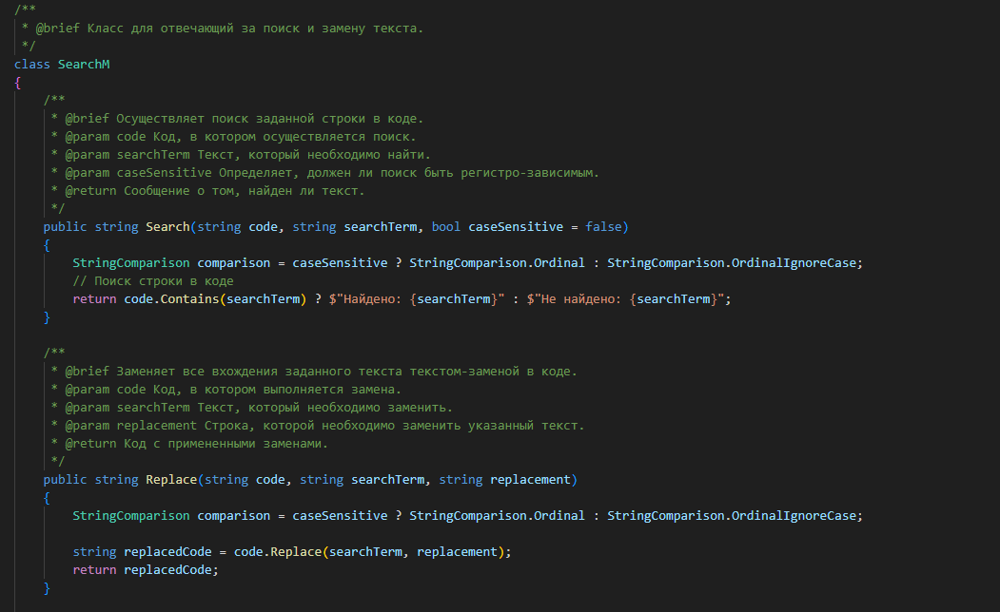 /**
 * @brief Класс для отвечающий за поиск и замену текста.
 */
class SearchM
{
    /**
     * @brief Осуществляет поиск заданной строки в коде.
     * @param code Код, в котором осуществляется поиск.
     * @param searchTerm Текст, который необходимо найти.
     * @param caseSensitive Определяет, должен ли поиск быть регистро-зависимым.
     * @return Сообщение о том, найден ли текст.
     */
    public string Search(string code, string searchTerm, bool caseSensitive = false)
    {
        StringComparison comparison = caseSensitive ? StringComparison.Ordinal : StringComparison.OrdinalIgnoreCase;
        // Поиск строки в коде
        return code.Contains(searchTerm) ? $"Найдено: {searchTerm}" : $"Не найдено: {searchTerm}";
    }

    /**
     * @brief Заменяет все вхождения заданного текста текстом-заменой в коде.
     * @param code Код, в котором выполняется замена.
     * @param searchTerm Текст, который необходимо заменить.
     * @param replacement Строка, которой необходимо заменить указанный текст.
     * @return Код с примененными заменами.
     */
    public string Replace(string code, string searchTerm, string replacement)
    {
        StringComparison comparison = caseSensitive ? StringComparison.Ordinal : StringComparison.OrdinalIgnoreCase;

        string replacedCode = code.Replace(searchTerm, replacement);
        return replacedCode;
    }